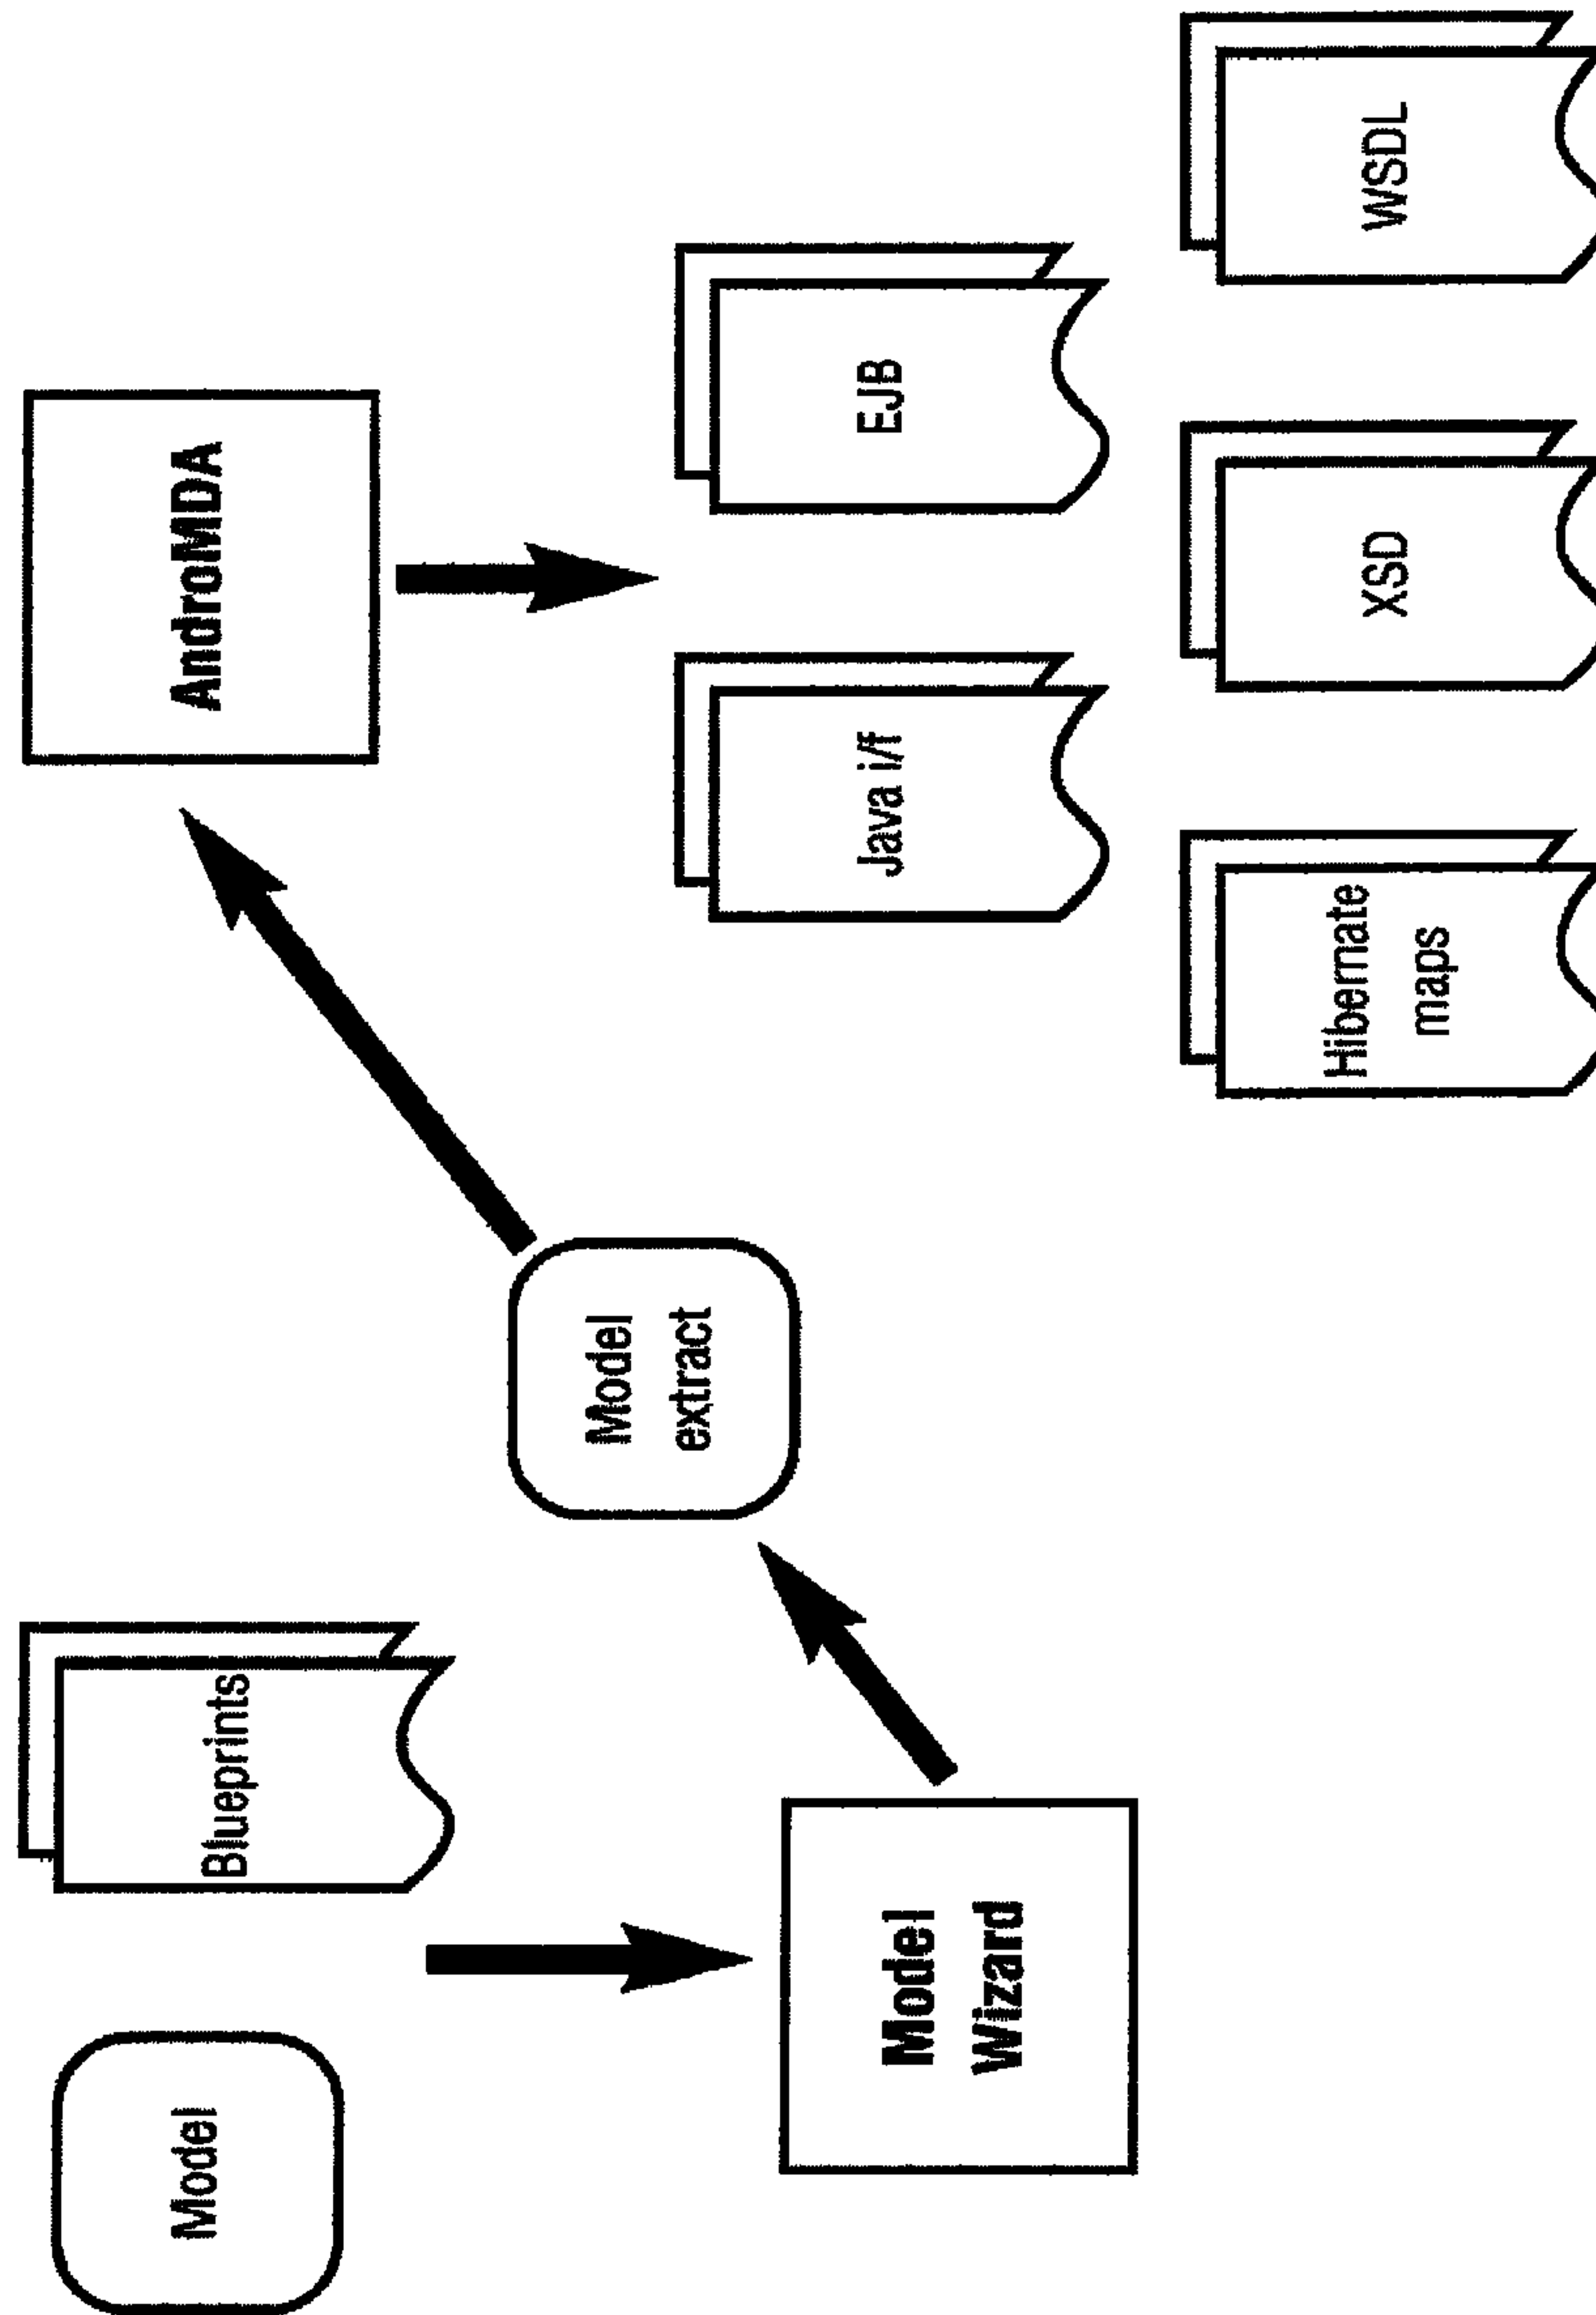 Model
Blueprints
AndroMDA
Model
extract
Model
Wizard
Java i/f
EJB
Hibernate
maps
XSD
WSDL